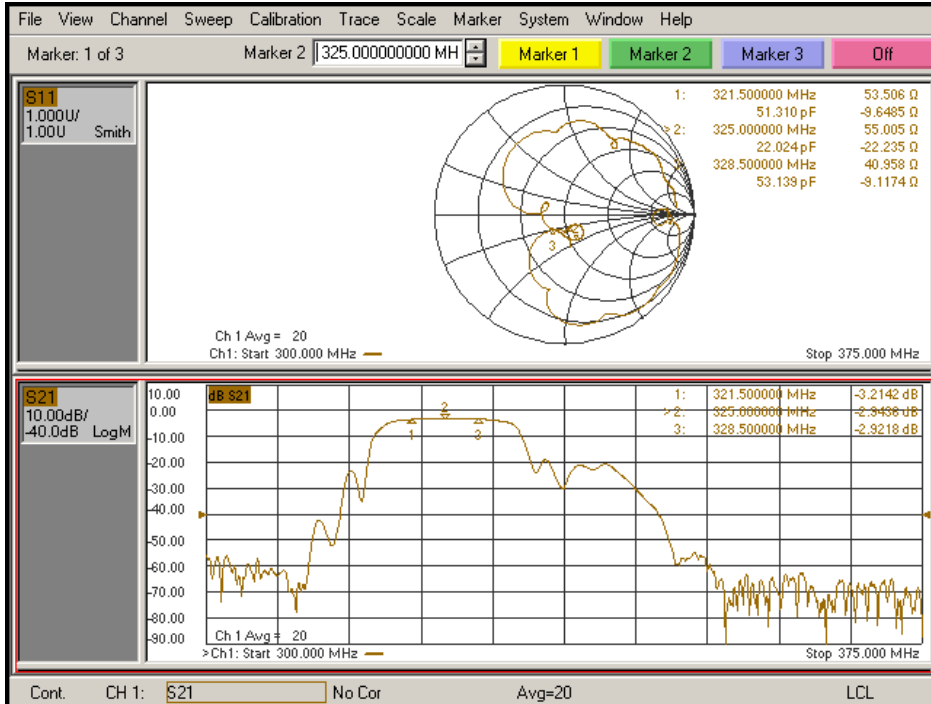 File View Channel Sweep Calibration Trace Scale Marker System Window Help
Marker: 1 of 3 Marker 2 325.000000000 MH Marker 1 Marker 2 Marker 3 Off
S11
1.000U/
1.00U Smith
1: 321.500000 MHz 53.506 Ω
51.310 pF -9.6485 Ω
> 2: 325.000000 MHz 55.005 Ω
22.024 pF -22.235 Ω
328.500000 MHz 40.958 Ω
53.139 pF -9.1174 Ω
3
Ch 1 Avg = 20
Ch1: Start 300.000 MHz Stop 375.000 MHz
S21
10.00dB/
-40.0dB LogM
dB S21
10.00
0.00
-10.00
-20.00
-30.00
-40.00
-50.00
-60.00
-70.00
-80.00
-90.00
1: 321.500000 MHz -3.2142 dB
> 2: 325.000000 MHz -2.9436 dB
3: 328.500000 MHz -2.9218 dB
2
1 3
Ch 1 Avg = 20
>Ch1: Start 300.000 MHz Stop 375.000 MHz
Cont. CH 1: S21 No Cor Avg=20 LCL